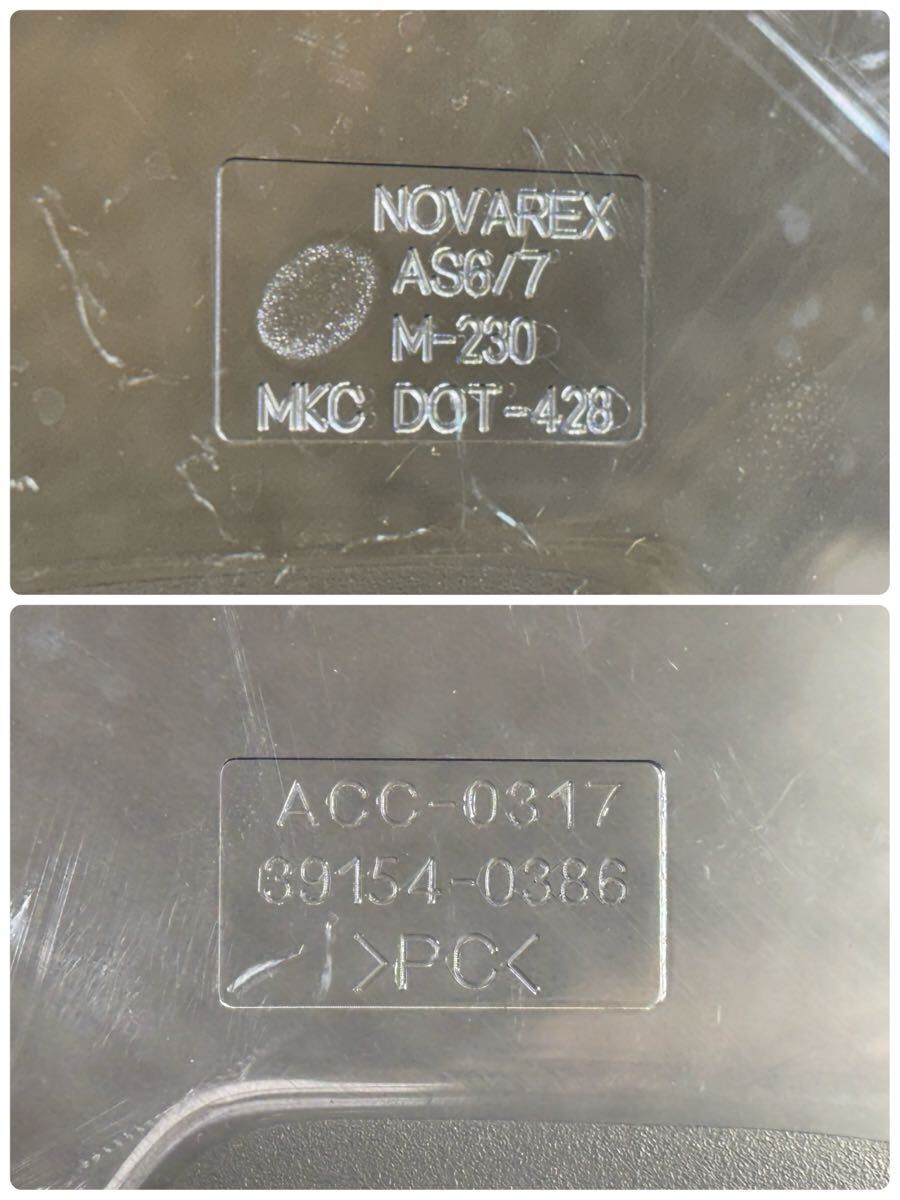 NOVAREX
AS6/7
M-230
MKC DOT-428
ACC-0317
39154-0386
>PC<